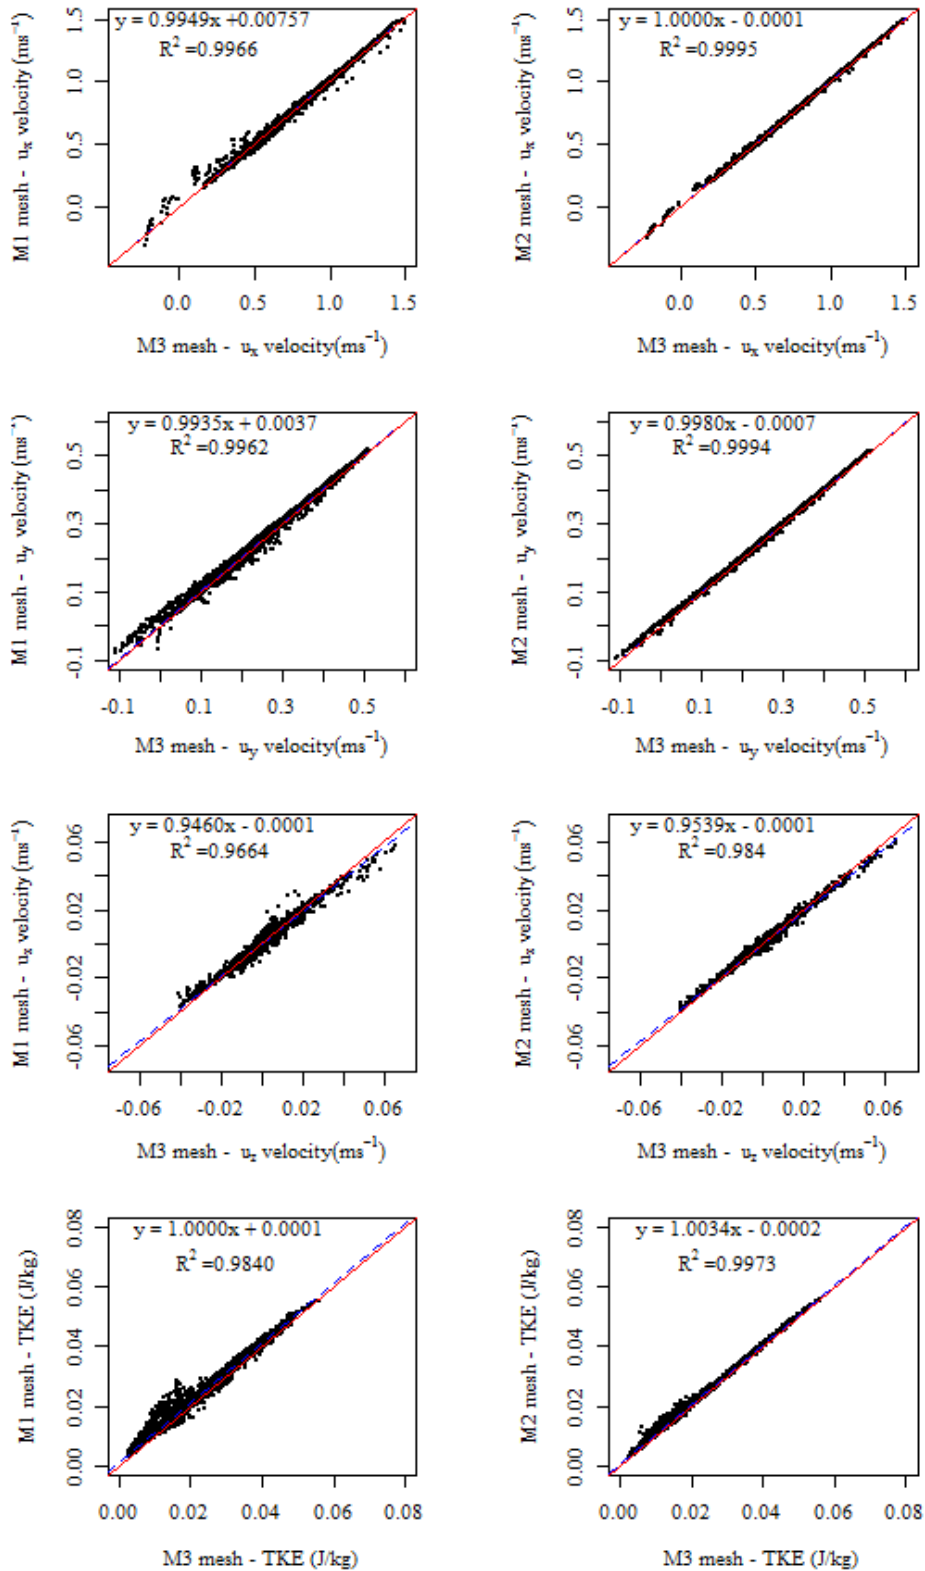 y = 0.9949x +0.00757
R² =0.9966
M1 mesh - uₓ velocity (ms⁻¹)
1.5
1.0
0.5
0.0
0.0 0.5 1.0 1.5
M3 mesh - uₓ velocity(ms⁻¹)
y = 1.0000x - 0.0001
R² =0.9995
M2 mesh - uₓ velocity (ms⁻¹)
1.5
1.0
0.5
0.0
0.0 0.5 1.0 1.5
M3 mesh - uₓ velocity(ms⁻¹)
y = 0.9935x + 0.0037
R² =0.9962
M1 mesh - u_y velocity (ms⁻¹)
0.5
0.3
0.1
-0.1
-0.1 0.1 0.3 0.5
M3 mesh - u_y velocity(ms⁻¹)
y = 0.9980x - 0.0007
R² =0.9994
M2 mesh - u_y velocity (ms⁻¹)
0.5
0.3
0.1
-0.1
-0.1 0.1 0.3 0.5
M3 mesh - u_y velocity(ms⁻¹)
y = 0.9460x - 0.0001
R² =0.9664
M1 mesh - uₓ velocity (ms⁻¹)
0.06
0.02
-0.02
-0.06
-0.06 -0.02 0.02 0.06
M3 mesh - u_z velocity(ms⁻¹)
y = 0.9539x - 0.0001
R² =0.984
M2 mesh - uₓ velocity (ms⁻¹)
0.06
0.02
-0.02
-0.06
-0.06 -0.02 0.02 0.06
M3 mesh - u_z velocity(ms⁻¹)
y = 1.0000x + 0.0001
R² =0.9840
M1 mesh - TKE (J/kg)
0.08
0.06
0.04
0.02
0.00
0.00 0.02 0.04 0.06 0.08
M3 mesh - TKE (J/kg)
y = 1.0034x - 0.0002
R² =0.9973
M2 mesh - TKE (J/kg)
0.08
0.06
0.04
0.02
0.00
0.00 0.02 0.04 0.06 0.08
M3 mesh - TKE (J/kg)